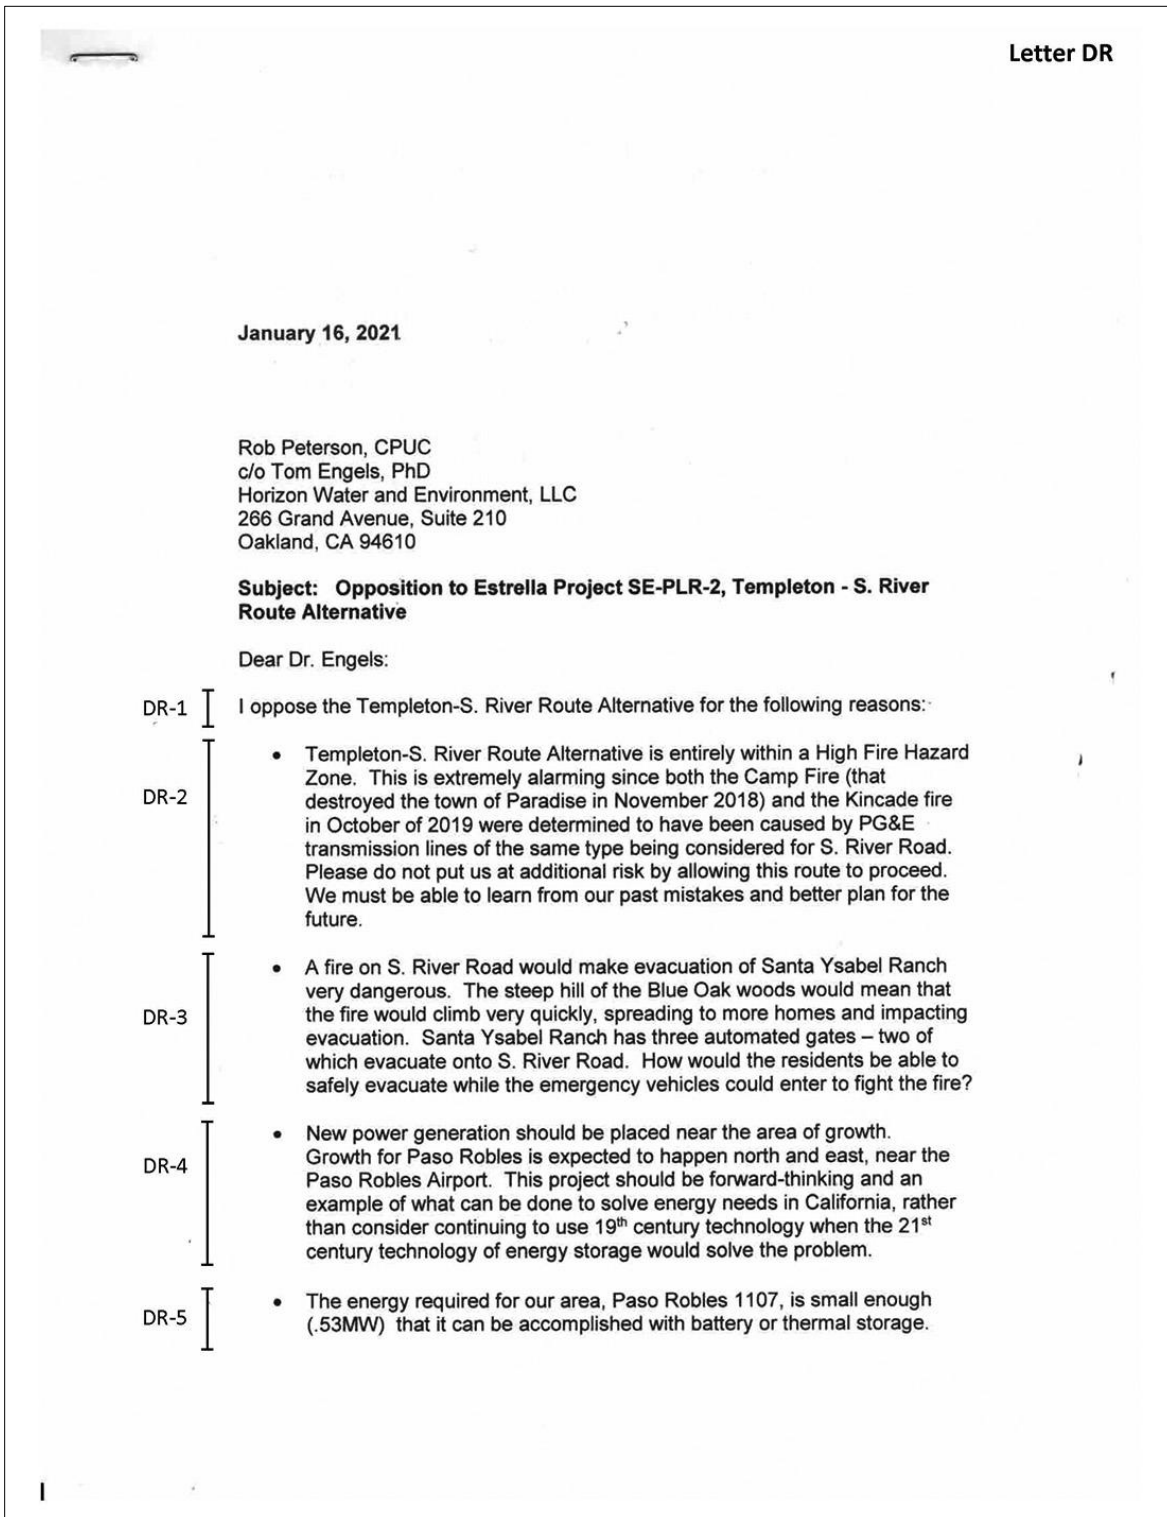 Letter DR
January 16, 2021
Rob Peterson, CPUC
c/o Tom Engels, PhD
Horizon Water and Environment, LLC
266 Grand Avenue, Suite 210
Oakland, CA 94610
Subject: Opposition to Estrella Project SE-PLR-2, Templeton - S. River
Route Alternative
Dear Dr. Engels:
DR-1 I oppose the Templeton-S. River Route Alternative for the following reasons:
• Templeton-S. River Route Alternative is entirely within a High Fire Hazard
Zone. This is extremely alarming since both the Camp Fire (that
DR-2 destroyed the town of Paradise in November 2018) and the Kincade fire
in October of 2019 were determined to have been caused by PG&E
transmission lines of the same type being considered for S. River Road.
Please do not put us at additional risk by allowing this route to proceed.
We must be able to learn from our past mistakes and better plan for the
future.
• A fire on S. River Road would make evacuation of Santa Ysabel Ranch
very dangerous. The steep hill of the Blue Oak woods would mean that
DR-3 the fire would climb very quickly, spreading to more homes and impacting
evacuation. Santa Ysabel Ranch has three automated gates – two of
which evacuate onto S. River Road. How would the residents be able to
safely evacuate while the emergency vehicles could enter to fight the fire?
• New power generation should be placed near the area of growth.
DR-4 Growth for Paso Robles is expected to happen north and east, near the
Paso Robles Airport. This project should be forward-thinking and an
example of what can be done to solve energy needs in California, rather
than consider continuing to use 19th century technology when the 21st
century technology of energy storage would solve the problem.
• The energy required for our area, Paso Robles 1107, is small enough
DR-5 (.53MW) that it can be accomplished with battery or thermal storage.